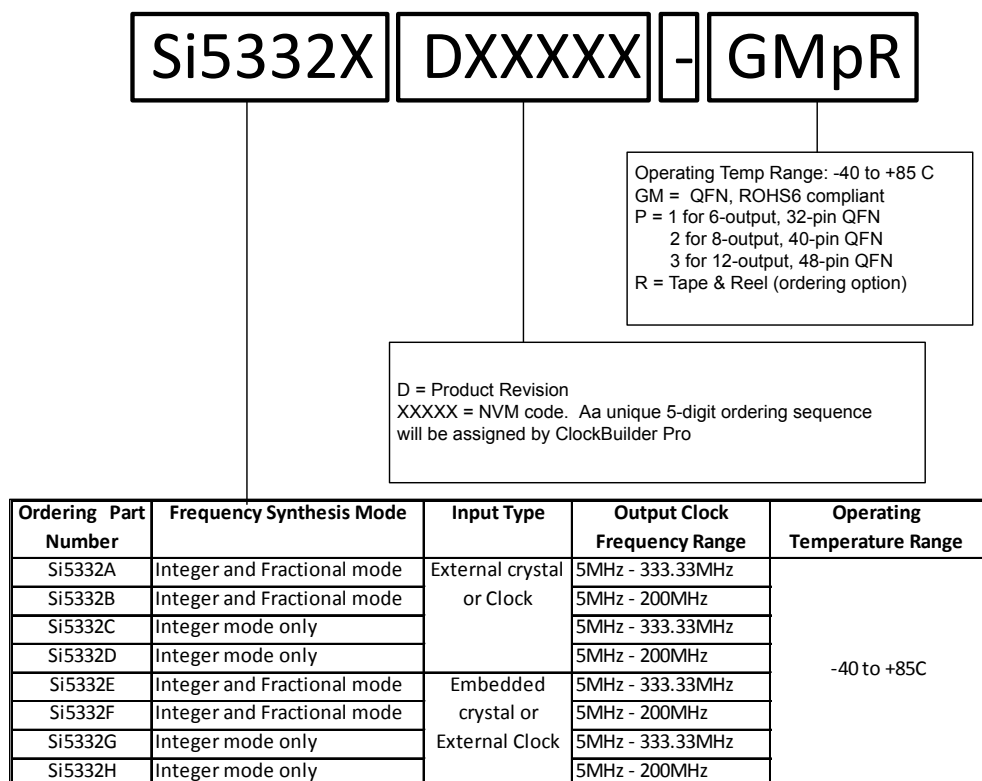 Si5332X DXXXXX - GMpR
Operating Temp Range: -40 to +85 C
GM = QFN, ROHS6 compliant
P = 1 for 6-output, 32-pin QFN
2 for 8-output, 40-pin QFN
3 for 12-output, 48-pin QFN
R = Tape & Reel (ordering option)
D = Product Revision
XXXXX = NVM code. Aa unique 5-digit ordering sequence
will be assigned by ClockBuilder Pro
Ordering Part Number Frequency Synthesis Mode Input Type Output Clock Frequency Range Operating Temperature Range
Si5332A Integer and Fractional mode External crystal or Clock 5MHz - 333.33MHz -40 to +85C
Si5332B Integer and Fractional mode 5MHz - 200MHz
Si5332C Integer mode only 5MHz - 333.33MHz
Si5332D Integer mode only 5MHz - 200MHz
Si5332E Integer and Fractional mode Embedded crystal or External Clock 5MHz - 333.33MHz
Si5332F Integer and Fractional mode 5MHz - 200MHz
Si5332G Integer mode only 5MHz - 333.33MHz
Si5332H Integer mode only 5MHz - 200MHz